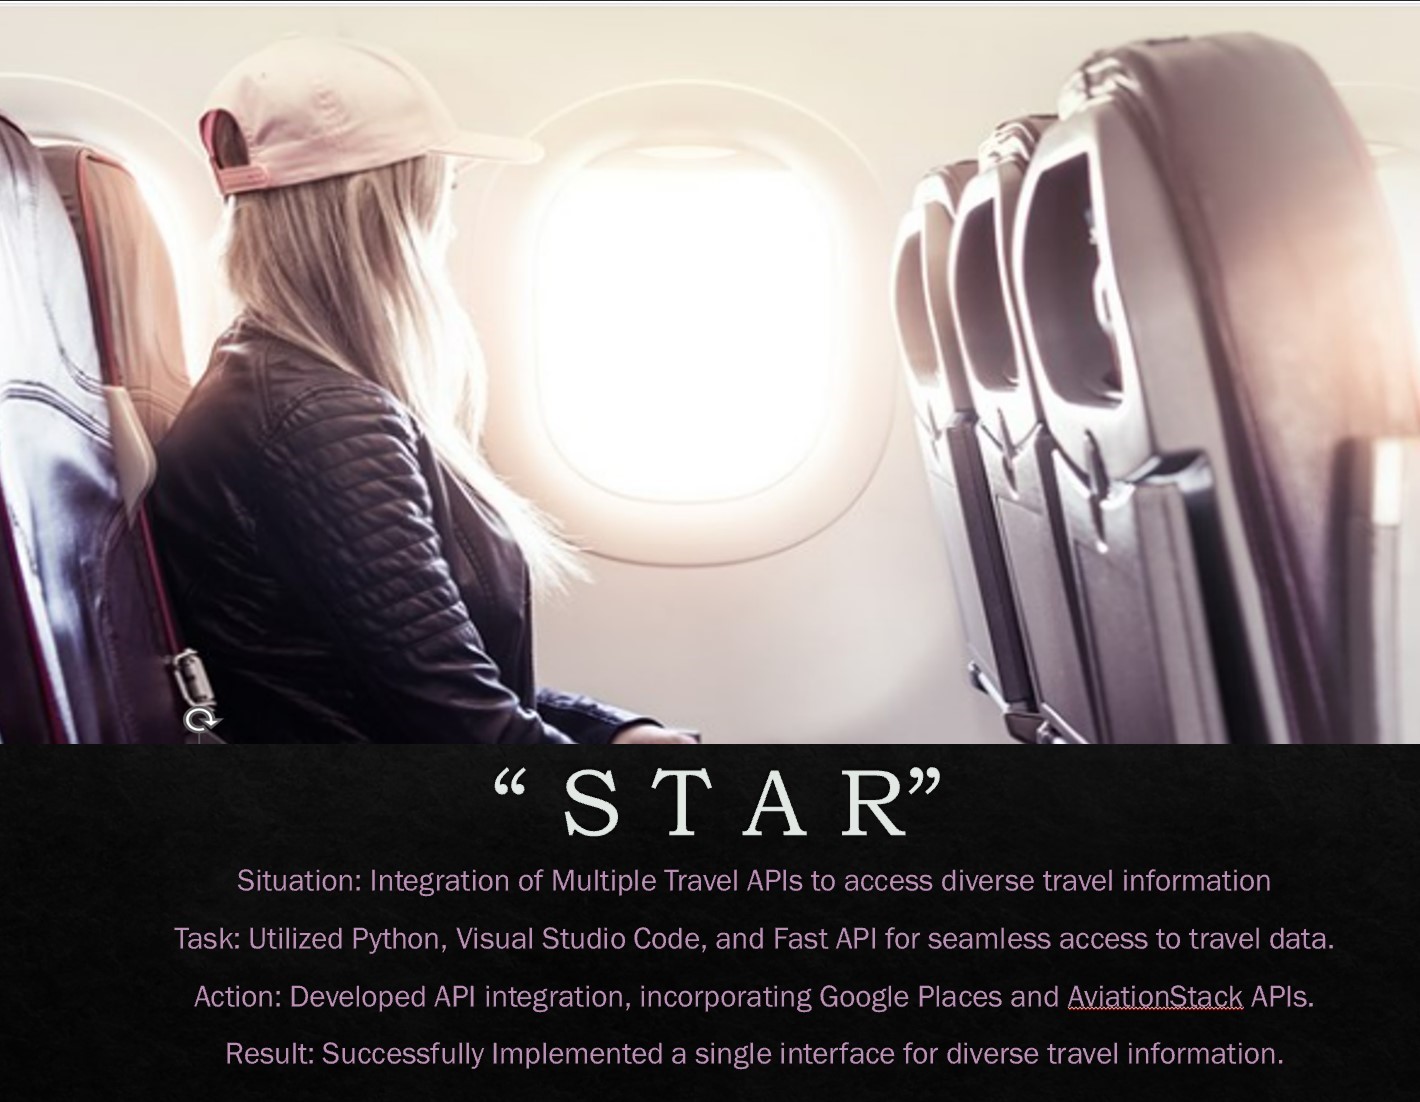 “ S T A R”
Situation: Integration of Multiple Travel APIs to access diverse travel information
Task: Utilized Python, Visual Studio Code, and Fast API for seamless access to travel data.
Action: Developed API integration, incorporating Google Places and AviationStack APIs.
Result: Successfully Implemented a single interface for diverse travel information.